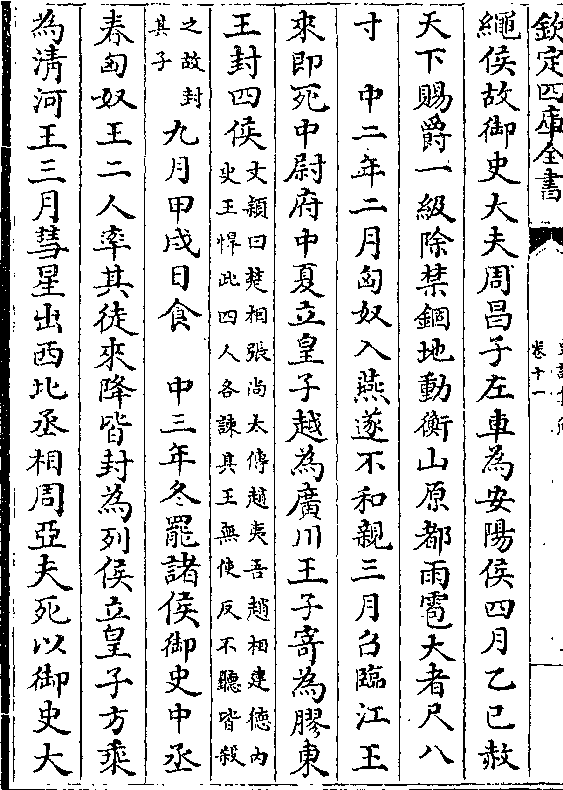 欽定四庫全書
卷十一
繩侯故御史大夫周昌子左車為安陽侯四月乙已赦
天下賜爵一級除禁錮地動衡山原都雨雹大者尺八
寸　中二年二月匈奴入燕遂不和親三月召臨江王
來即死中尉府中夏立皇子越為廣川王子寄為膠東
王封四侯文穎曰楚相張尚太傅趙夷吾趙相建德内
史王悍此四人各諫其王無使反不聽皆殺
之故封
其子九月甲戌日食　中三年冬罷諸侯御史中丞
春匈奴王二人率其徒來降皆封為列侯立皇子方乘
為清河王三月彗星出西北丞相周亞夫死以御史大